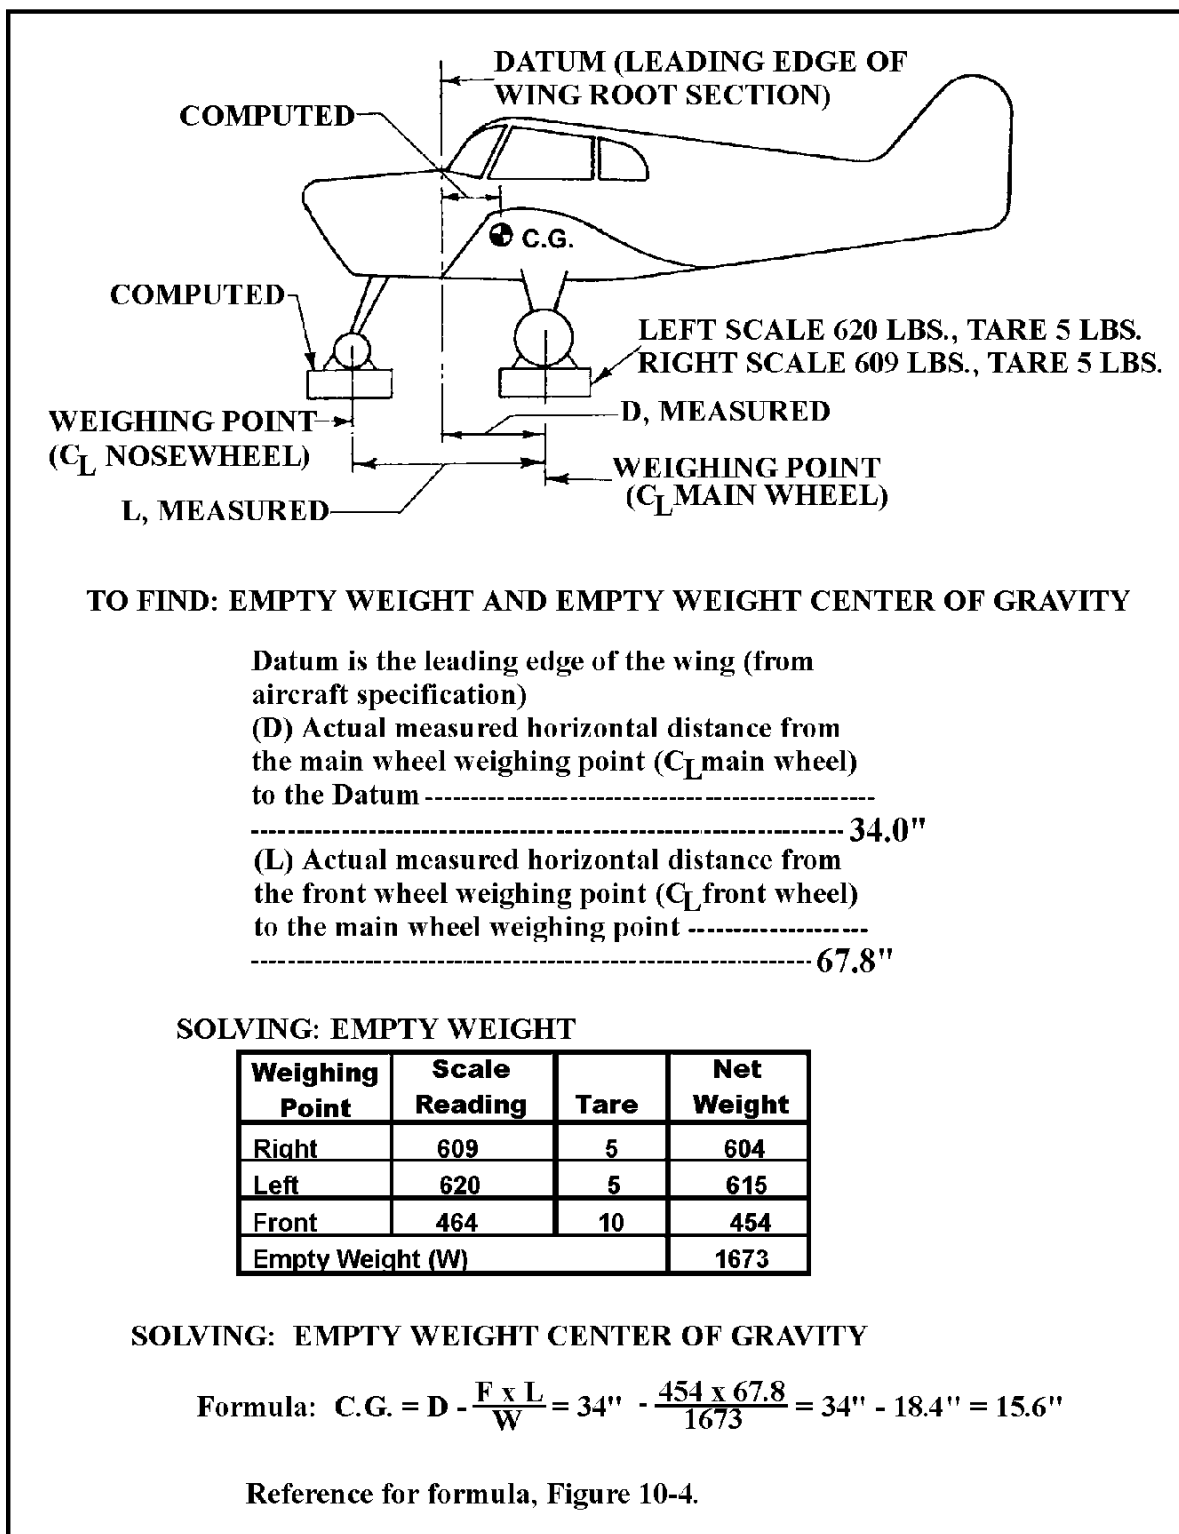 DATUM (LEADING EDGE OF
WING ROOT SECTION)
COMPUTED
C.G.
COMPUTED
LEFT SCALE 620 LBS., TARE 5 LBS.
RIGHT SCALE 609 LBS., TARE 5 LBS.
D, MEASURED
WEIGHING POINT
(CL NOSEWHEEL)
WEIGHING POINT
(CL MAIN WHEEL)
L, MEASURED
TO FIND: EMPTY WEIGHT AND EMPTY WEIGHT CENTER OF GRAVITY
Datum is the leading edge of the wing (from
aircraft specification)
(D) Actual measured horizontal distance from
the main wheel weighing point (CL main wheel)
to the Datum -------------------------------------------------
---------------------------------------------------------------- 34.0"
(L) Actual measured horizontal distance from
the front wheel weighing point (CL front wheel)
to the main wheel weighing point --------------------
------------------------------------------------------------- 67.8"
SOLVING: EMPTY WEIGHT
Weighing Point Scale Reading Tare Net Weight
Right 609 5 604
Left 620 5 615
Front 464 10 454
Empty Weight (W) 1673
SOLVING: EMPTY WEIGHT CENTER OF GRAVITY
Formula: C.G. = D - F x L / W = 34" - 454 x 67.8 / 1673 = 34" - 18.4" = 15.6"
Reference for formula, Figure 10-4.